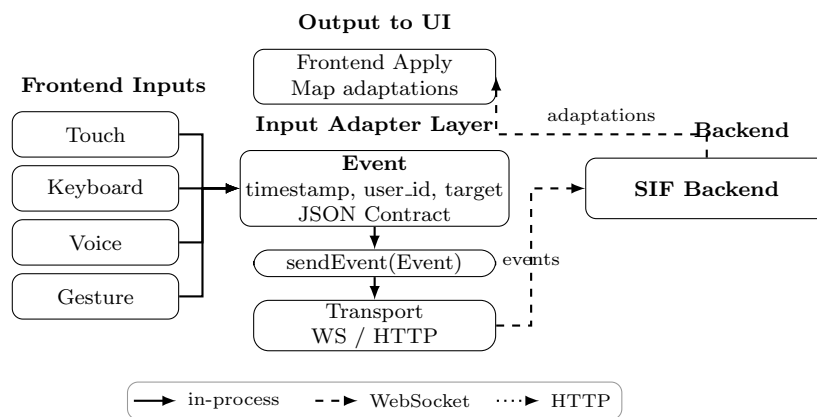 Output to UI
Frontend Apply
Map adaptations
Frontend Inputs
Touch
Keyboard
Voice
Gesture
Input Adapter Layer
Event
timestamp, user_id, target
JSON Contract
sendEvent(Event)
events
Transport
WS / HTTP
adaptations
Backend
SIF Backend
in-process
WebSocket
HTTP